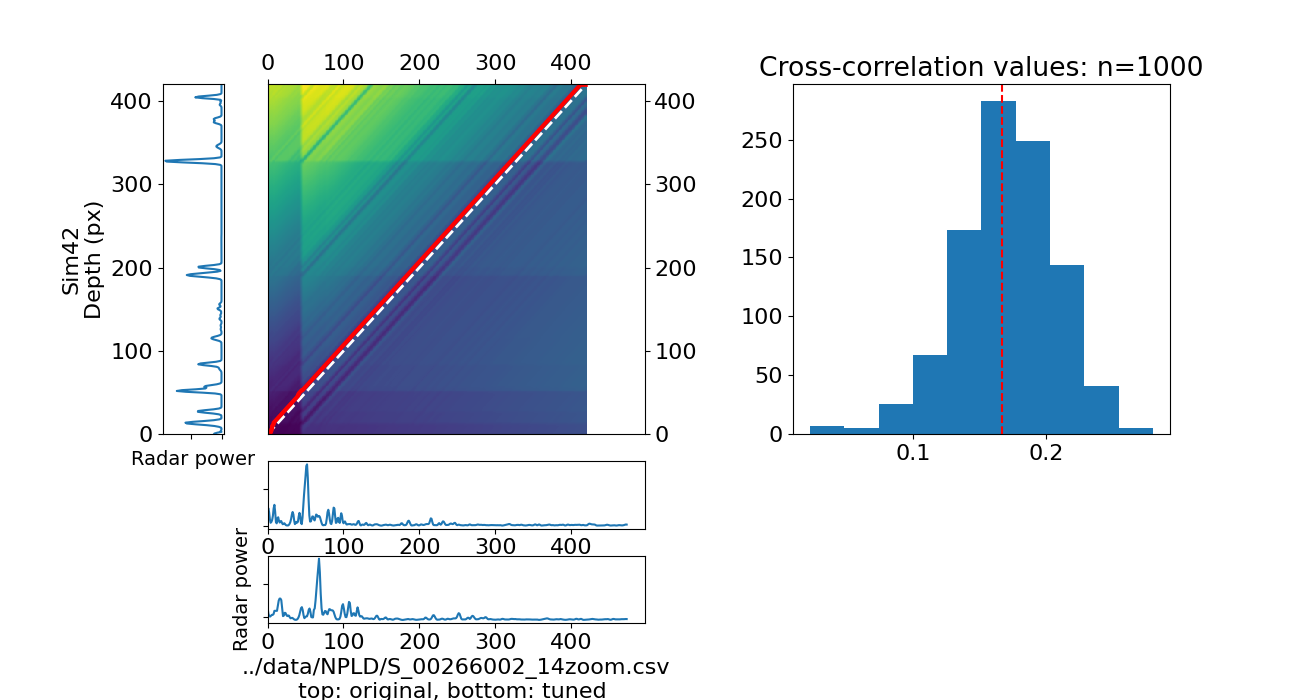 0 100 200 300 400
Cross-correlation values: n=1000
400
300
200
100
0
Sim42
Depth (px)
Radar power
400
300
200
100
0
250
200
150
100
50
0
0.1 0.2
0 100 200 300 400
Radar power
0 100 200 300 400
../data/NPLD/S_00266002_14zoom.csv
top: original, bottom: tuned